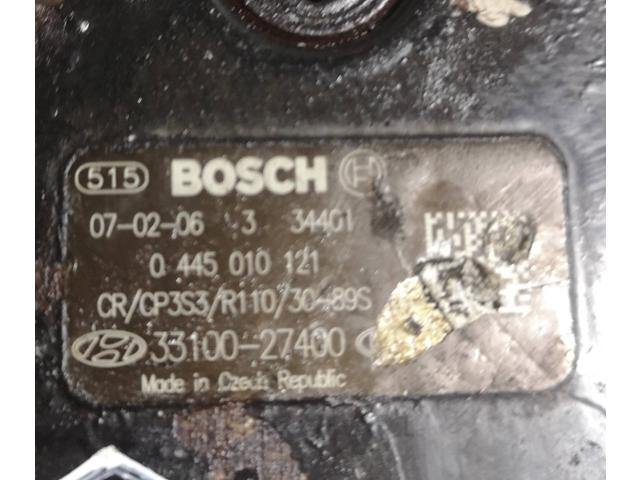 515 BOSCH
07-02-06 3 34401
0 445 010 121
CR/CP3S3/R110/30-89S
33100-27400
Made in Czech Republic